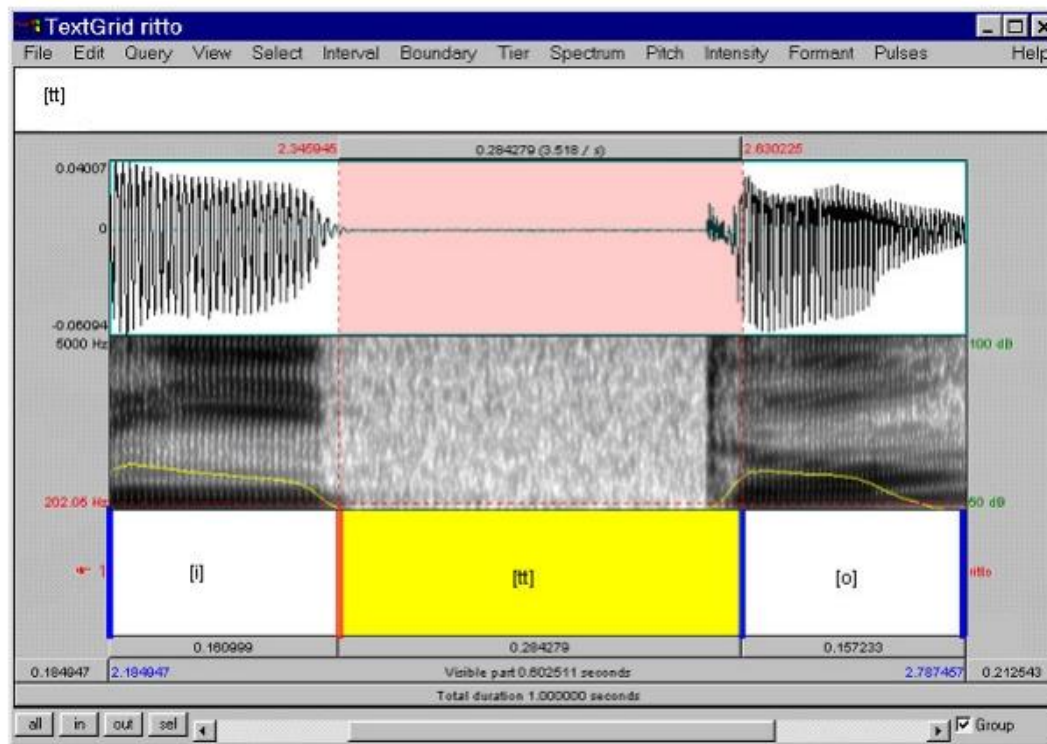 TextGrid ritto
File Edit Query View Select Interval Boundary Tier Spectrum Pitch Intensity Formant Pulses Help
[tt]
2.345945 0.284279 (3.518 / s) 2.630225
0.04007
0
-0.06094
5000 Hz 100 dB
202.05 Hz 50 dB
1 [i] [tt] [o] ritto
0.160999 0.284279 0.157233
0.184947 2.184947 Visible part 0.602511 seconds 2.787457 0.212543
Total duration 1.000000 seconds
all in out sel Group